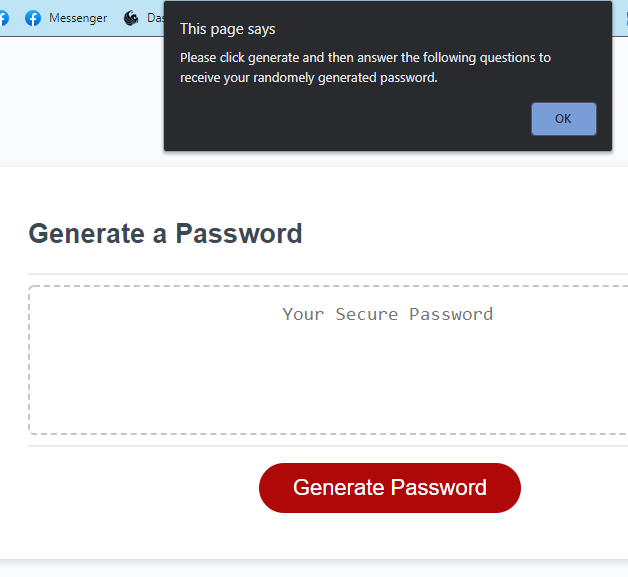 Messenger
This page says
Please click generate and then answer the following questions to
receive your randomely generated password.
OK
Generate a Password
Your Secure Password
Generate Password